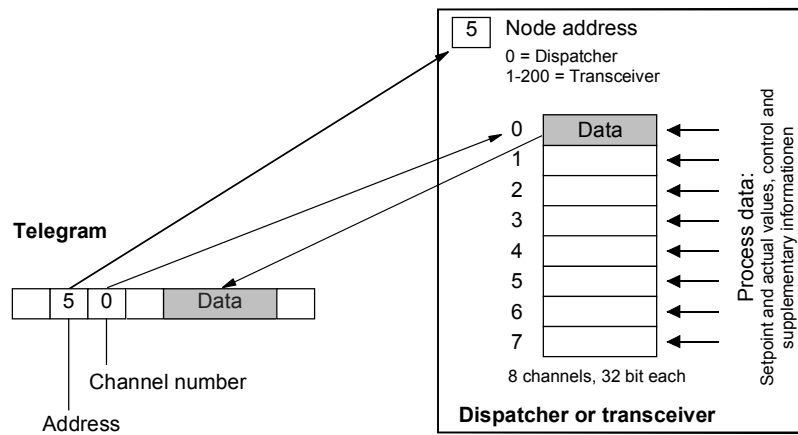 5 Node address
0 = Dispatcher
1-200 = Transceiver
0 Data
1
2
3
4
5
6
7
8 channels, 32 bit each
Dispatcher or transceiver
Process data:
Setpoint and actual values, control and
supplementary informationen
Telegram
5 0 Data
Channel number
Address